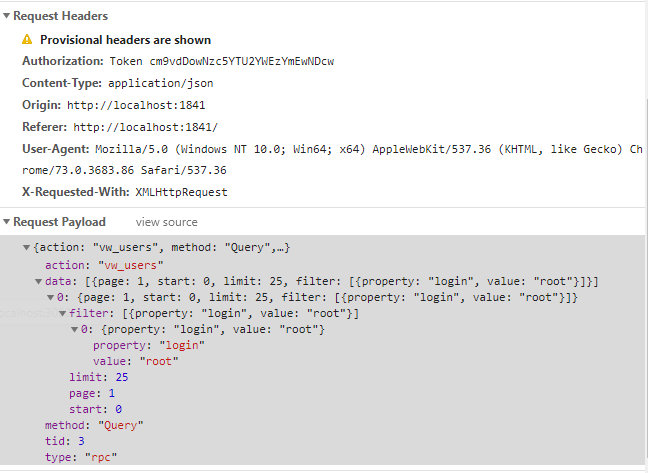 Request Headers
Provisional headers are shown
Authorization: Token cm9vdDowNzc5YTU2YWEzYmEwNDcw
Content-Type: application/json
Origin: http://localhost:1841
Referer: http://localhost:1841/
User-Agent: Mozilla/5.0 (Windows NT 10.0; Win64; x64) AppleWebKit/537.36 (KHTML, like Gecko) Ch
rome/73.0.3683.86 Safari/537.36
X-Requested-With: XMLHttpRequest
Request Payload view source
{action: "vw_users", method: "Query",…}
action: "vw_users"
data: [{page: 1, start: 0, limit: 25, filter: [{property: "login", value: "root"}]}]
0: {page: 1, start: 0, limit: 25, filter: [{property: "login", value: "root"}]}
filter: [{property: "login", value: "root"}]
0: {property: "login", value: "root"}
property: "login"
value: "root"
limit: 25
page: 1
start: 0
method: "Query"
tid: 3
type: "rpc"